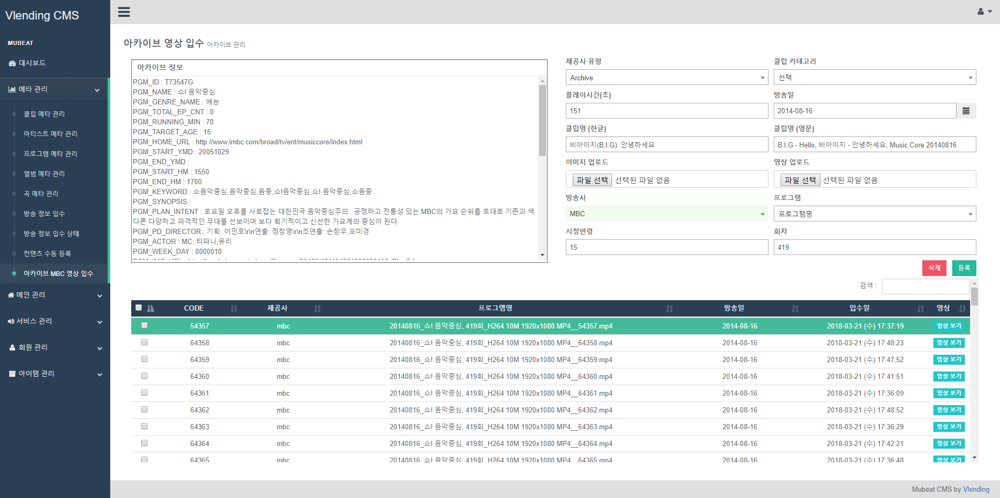 Vlending CMS
MUBEAT
대시보드
메타 관리
클립 메타 관리
아티스트 메타 관리
프로그램 메타 관리
앨범 메타 관리
곡 메타 관리
방송 정보 입수
방송 정보 입수 상태
컨텐츠 수동 등록
아카이브 MBC 영상 입수
메인 관리
서비스 관리
회원 관리
아이템 관리
아카이브 영상 입수 아카이브 관리
아카이브 정보
PGM_ID : T73547G
PGM_NAME : 쇼! 음악중심
PGM_GENRE_NAME : 예능
PGM_TOTAL_EP_CNT : 0
PGM_RUNNING_MIN : 70
PGM_TARGET_AGE : 15
PGM_HOME_URL : http://www.imbc.com/broad/tv/ent/musiccore/index.html
PGM_START_YMD : 20051029
PGM_END_YMD :
PGM_START_HM : 1550
PGM_END_HM : 1700
PGM_KEYWORD : 쇼음악중심,음악중심,음중,쇼!음악중심,쇼! 음악중심,쇼음중
PGM_SYNOPSIS :
PGM_PLAN_INTENT : 토요일 오후를 사로잡는 대한민국 음악중심주의. 공정하고 전통성 있는 MBC의 가요 순위를 토대로 기존과 색
다른 다양하고 파격적인 무대를 선보이며 보다 획기적이고 신선한 가요계의 중심이 된다.
PGM_PD_DIRECTOR : 기획: 이민호\r\n연출: 정창영\r\n조연출: 손창우,오미경
PGM_ACTOR : MC: 티파니,유리
PGM_WEEK_DAY : 0000010
제공사 유형 클립 카테고리
Archive 선택
플레이시간(초) 방송일
151 2014-08-16
클립명 (한글) 클립명 (영문)
비아이지(B.I.G): 안녕하세요 B.I.G - Hello, 비아이지 - 안녕하세요, Music Core 20140816
이미지 업로드 영상 업로드
파일 선택 선택된 파일 없음 파일 선택 선택된 파일 없음
방송사 프로그램
MBC 프로그램명
시청연령 회차
15 419
삭제 등록
검색 :
CODE 제공사 프로그램명 방송일 입수일 영상
54357 mbc 20140816_쇼! 음악중심, 419회_H264 10M 1920x1080 MP4__54357.mp4 2014-08-16 2018-03-21 (수) 17:37:19 영상 보기
64358 mbc 20140816_쇼! 음악중심, 419회_H264 10M 1920x1080 MP4__64358.mp4 2014-08-16 2018-03-21 (수) 17:48:23 영상 보기
64359 mbc 20140816_쇼! 음악중심, 419회_H264 10M 1920x1080 MP4__64359.mp4 2014-08-16 2018-03-21 (수) 17:47:52 영상 보기
64360 mbc 20140816_쇼! 음악중심, 419회_H264 10M 1920x1080 MP4__64360.mp4 2014-08-16 2018-03-21 (수) 17:41:51 영상 보기
64361 mbc 20140816_쇼! 음악중심, 419회_H264 10M 1920x1080 MP4__64361.mp4 2014-08-16 2018-03-21 (수) 17:36:09 영상 보기
64362 mbc 20140816_쇼! 음악중심, 419회_H264 10M 1920x1080 MP4__64362.mp4 2014-08-16 2018-03-21 (수) 17:48:52 영상 보기
64363 mbc 20140816_쇼! 음악중심, 419회_H264 10M 1920x1080 MP4__64363.mp4 2014-08-16 2018-03-21 (수) 17:36:29 영상 보기
64364 mbc 20140816_쇼! 음악중심, 419회_H264 10M 1920x1080 MP4__64364.mp4 2014-08-16 2018-03-21 (수) 17:42:21 영상 보기
64365 mbc 20140816_쇼! 음악중심, 419회_H264 10M 1920x1080 MP4__64365.mp4 2014-08-16 2018-03-21 (수) 17:36:48 영상 보기
Mubeat CMS by Vlending